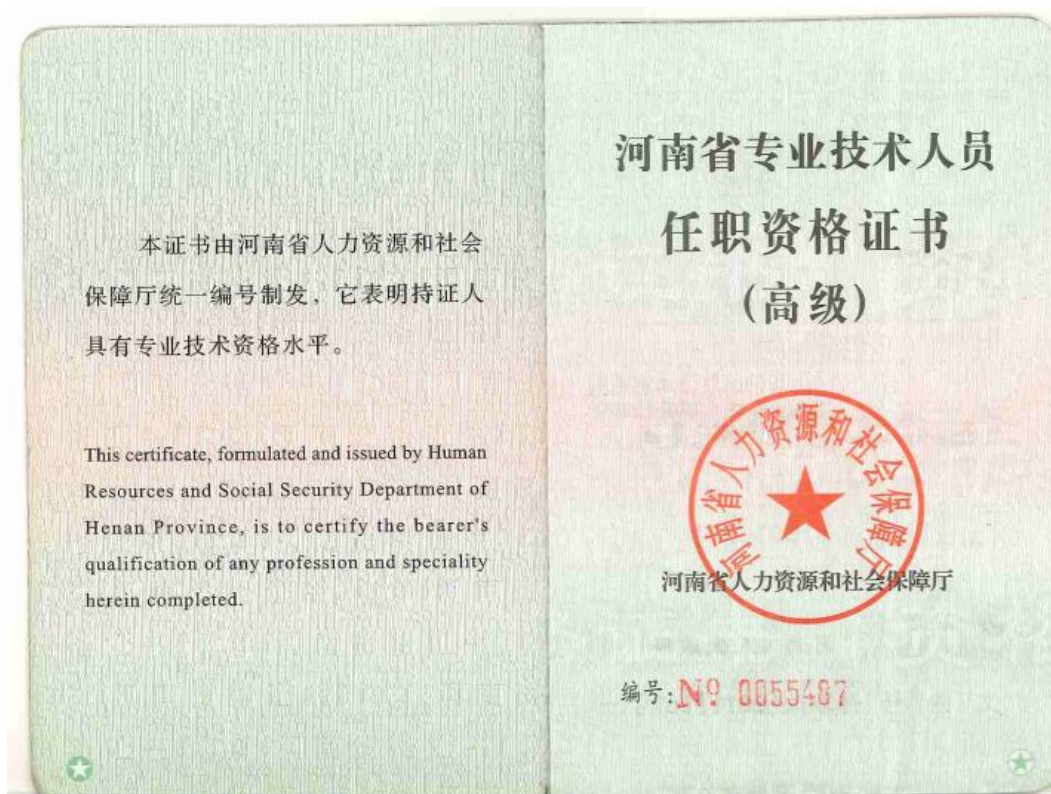 本证书由河南省人力资源和社会
保障厅统一编号制发，它表明持证人
具有专业技术资格水平。
This certificate, formulated and issued by Human
Resources and Social Security Department of
Henan Province, is to certify the bearer's
qualification of any profession and speciality
herein completed.
河南省专业技术人员
任职资格证书
(高级)
河南省人力资源和社会保障厅
河南省人力资源和社会保障厅
编号:№ 0055467